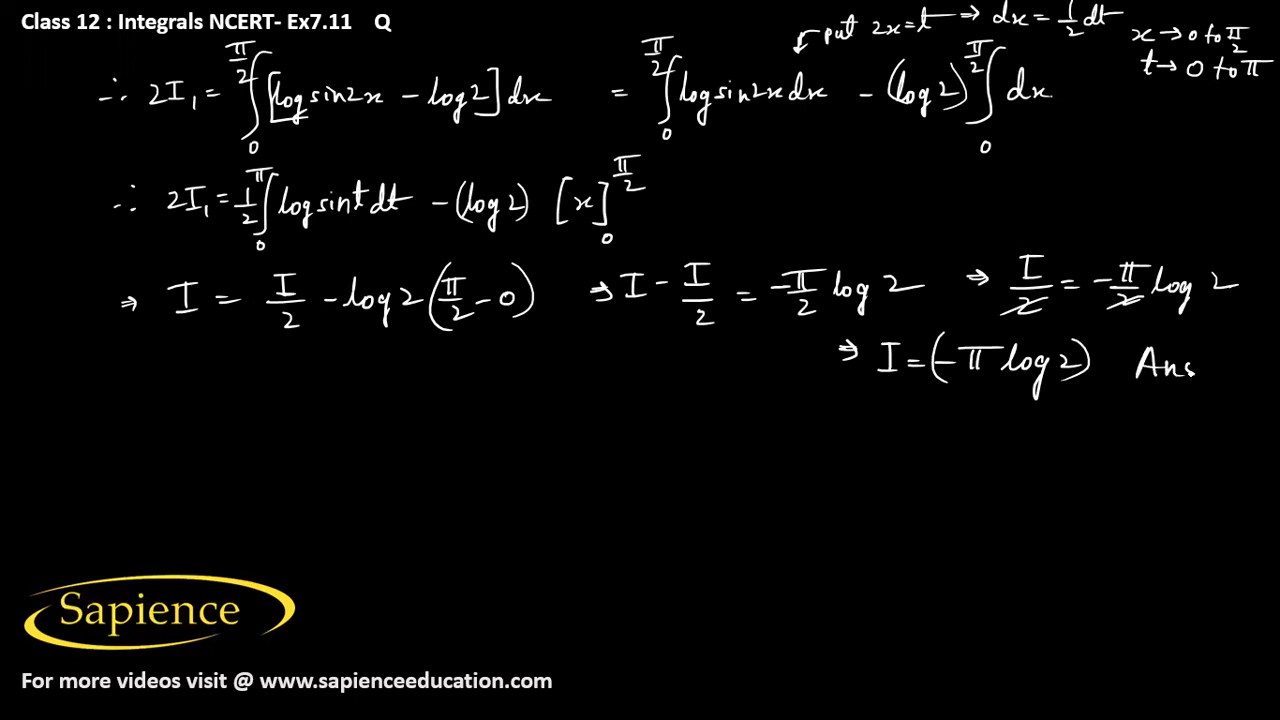 Class 12 : Integrals NCERT- Ex7.11 Q
put 2x=t ⇒ dx = 1/2 dt
x → 0 to π/2
t → 0 to π
∴ 2I₁ = ∫₀^(π/2) [log sin2x - log2] dx = ∫₀^(π/2) log sin2x dx - (log 2) ∫₀^(π/2) dx
∴ 2I₁ = 1/2 ∫₀^π log sint dt - (log 2) [x]₀^(π/2)
⇒ I = I/2 - log 2 (π/2 - 0) ⇒ I - I/2 = -π/2 log 2 ⇒ I/2 = -π/2 log 2
⇒ I = (-π log 2) Ans
Sapience
For more videos visit @ www.sapienceeducation.com